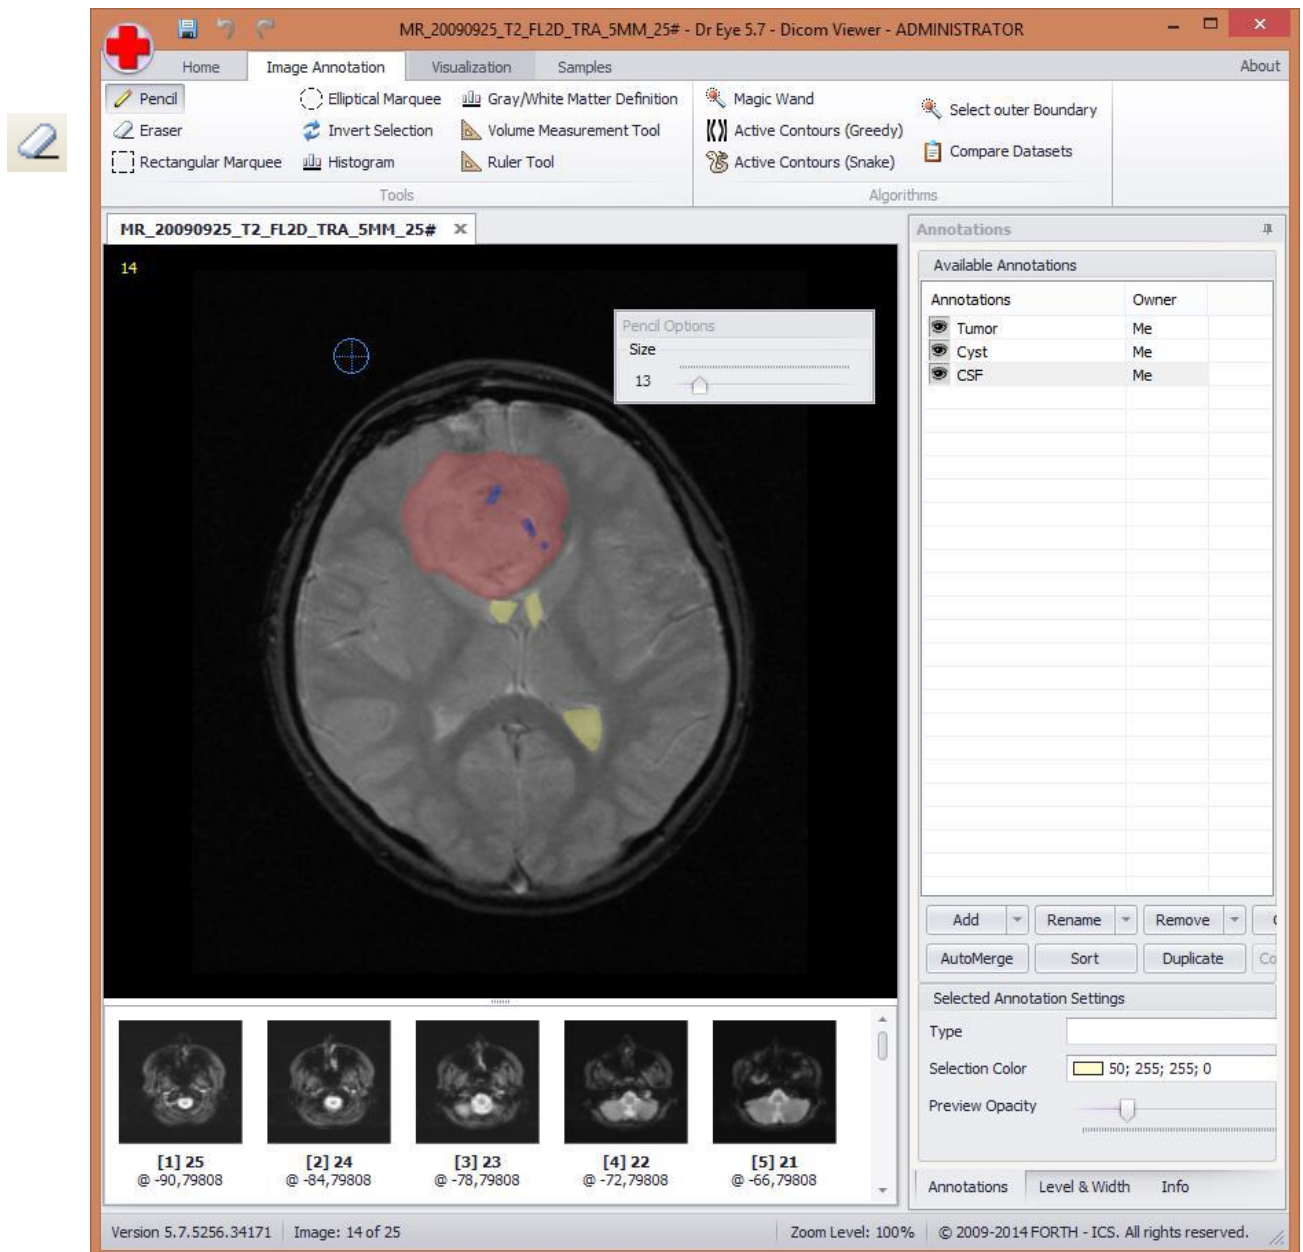 MR_20090925_T2_FL2D_TRA_5MM_25# - Dr Eye 5.7 - Dicom Viewer - ADMINISTRATOR
Home Image Annotation Visualization Samples About
Pencil Elliptical Marquee Gray/White Matter Definition Magic Wand Select outer Boundary
Eraser Invert Selection Volume Measurement Tool Active Contours (Greedy)
Rectangular Marquee Histogram Ruler Tool Active Contours (Snake) Compare Datasets
Tools Algorithms
MR_20090925_T2_FL2D_TRA_5MM_25#
14
Pencil Options
Size
13
Annotations
Available Annotations
Annotations Owner
Tumor Me
Cyst Me
CSF Me
Add Rename Remove
AutoMerge Sort Duplicate Co
Selected Annotation Settings
Type
Selection Color 50; 255; 255; 0
Preview Opacity
Annotations Level & Width Info
[1] 25 [2] 24 [3] 23 [4] 22 [5] 21
@ -90,79808 @ -84,79808 @ -78,79808 @ -72,79808 @ -66,79808
Version 5.7.5256.34171 Image: 14 of 25 Zoom Level: 100% © 2009-2014 FORTH - ICS. All rights reserved.